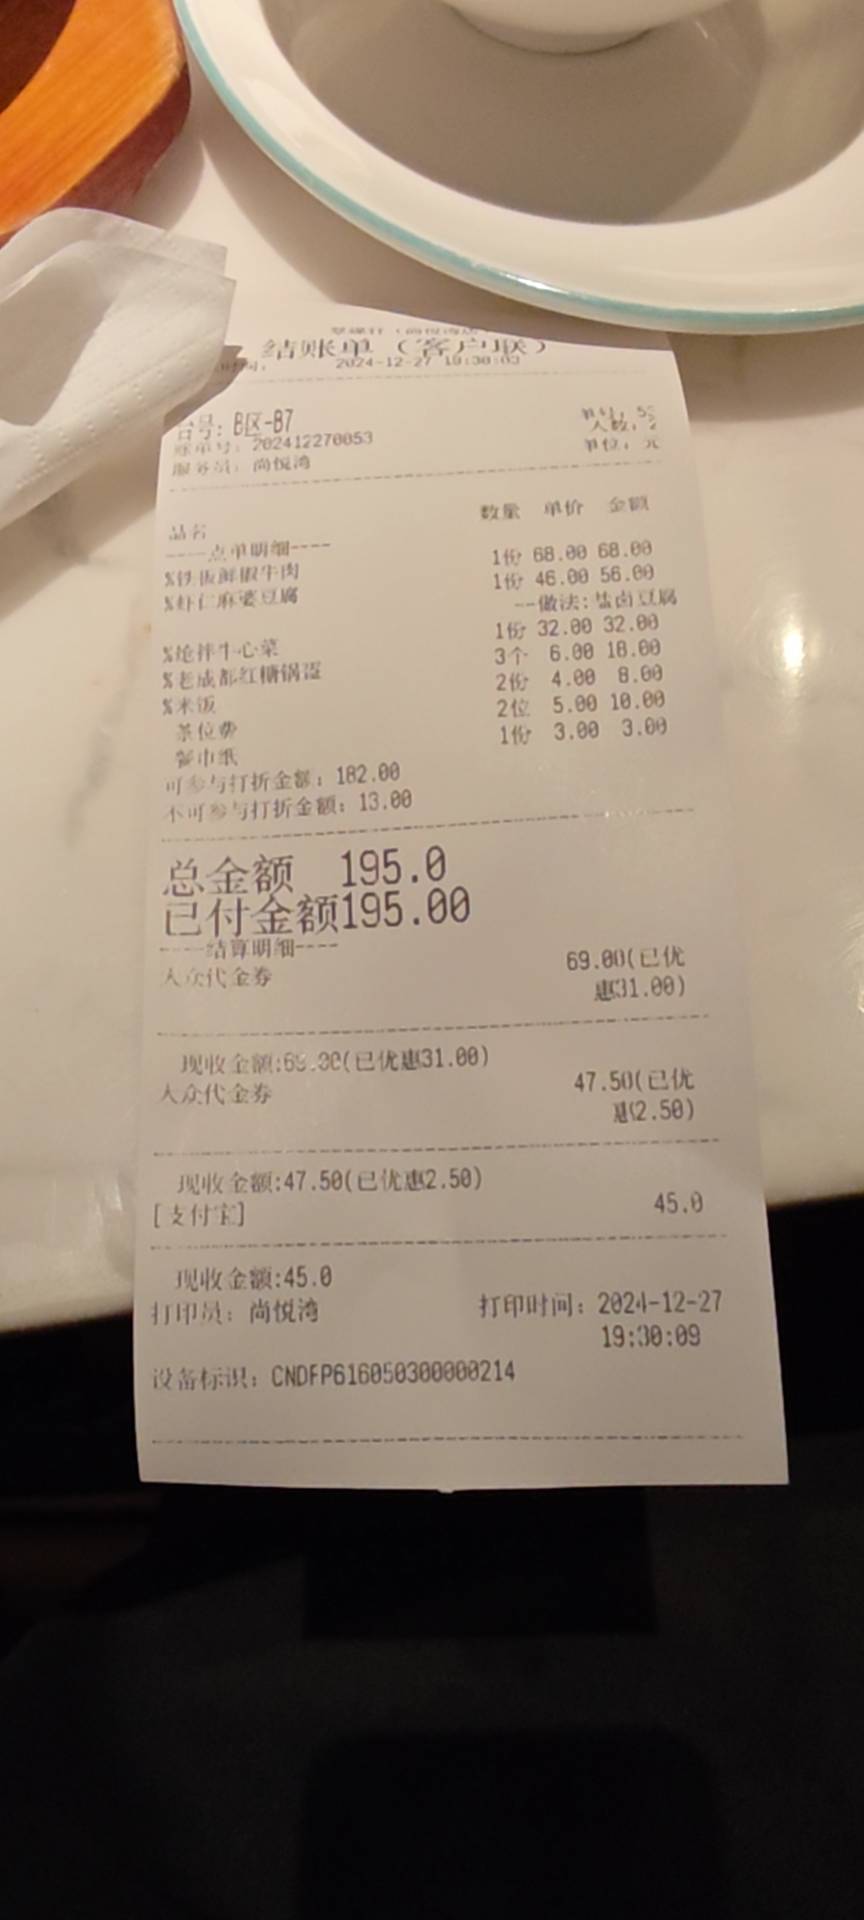 结账单（客户联）
时间： 2024-12-27 19:30:03
台号: B区-B7
单号: 5
账单号: 202412270053
人数:
服务员: 尚悦湾
单位: 元
品名 数量 单价 金额
----点单明细----
%铁板鲜椒牛肉 1份 68.00 68.00
%虾仁麻婆豆腐 1份 46.00 56.00
--做法:盐卤豆腐
%炝拌牛心菜 1份 32.00 32.00
%老成都红糖锅盔 3个 6.00 18.00
%米饭 2份 4.00 8.00
茶位费 2位 5.00 10.00
餐巾纸 1份 3.00 3.00
可参与打折金额: 182.00
不可参与打折金额: 13.00
总金额 195.0
已付金额195.00
----结算明细----
大众代金券 69.00(已优
惠31.00)
现收金额:69.00(已优惠31.00)
大众代金券 47.50(已优
惠2.50)
现收金额:47.50(已优惠2.50)
[支付宝] 45.0
现收金额:45.0
打印员: 尚悦湾 打印时间: 2024-12-27
19:30:09
设备标识: CNDFP616050300000214